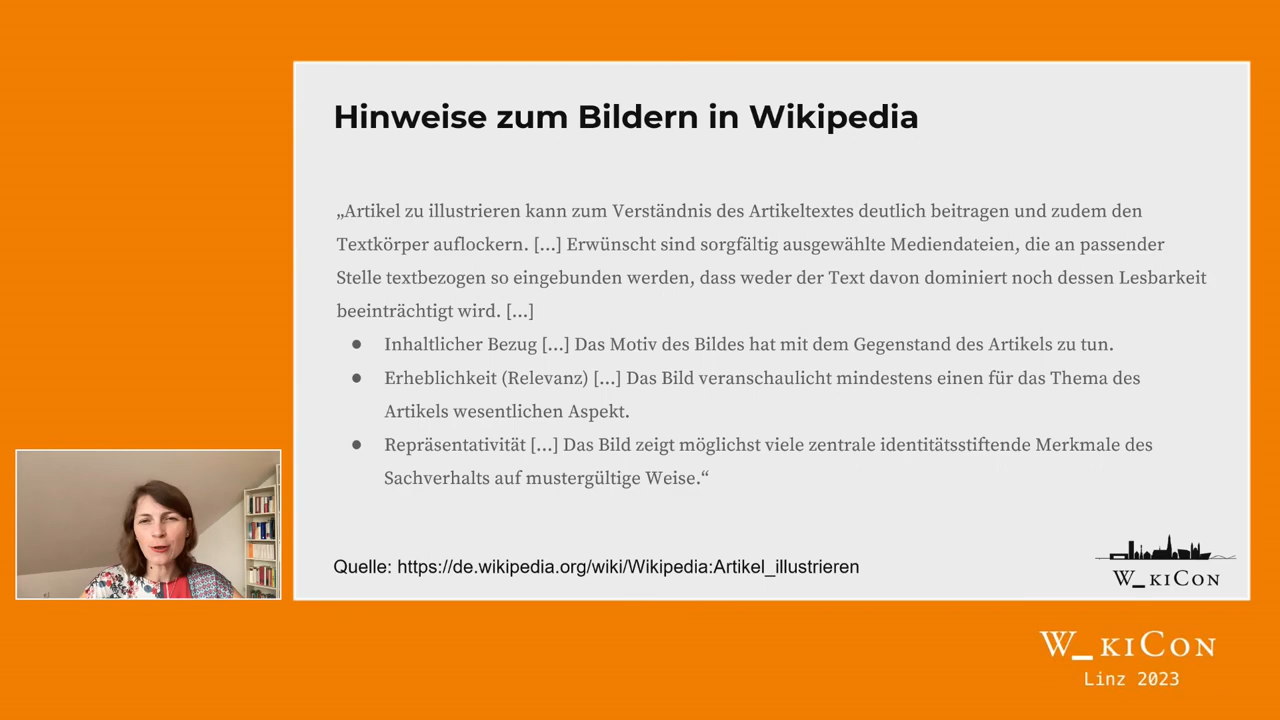 Hinweise zum Bildern in Wikipedia
„Artikel zu illustrieren kann zum Verständnis des Artikeltextes deutlich beitragen und zudem den
Textkörper auflockern. [...] Erwünscht sind sorgfältig ausgewählte Mediendateien, die an passender
Stelle textbezogen so eingebunden werden, dass weder der Text davon dominiert noch dessen Lesbarkeit
beeinträchtigt wird. [...]
● Inhaltlicher Bezug [...] Das Motiv des Bildes hat mit dem Gegenstand des Artikels zu tun.
● Erheblichkeit (Relevanz) [...] Das Bild veranschaulicht mindestens einen für das Thema des
Artikels wesentlichen Aspekt.
● Repräsentativität [...] Das Bild zeigt möglichst viele zentrale identitätsstiftende Merkmale des
Sachverhalts auf mustergültige Weise.“
Quelle: https://de.wikipedia.org/wiki/Wikipedia:Artikel_illustrieren
W_KICON
W_KICON
Linz 2023